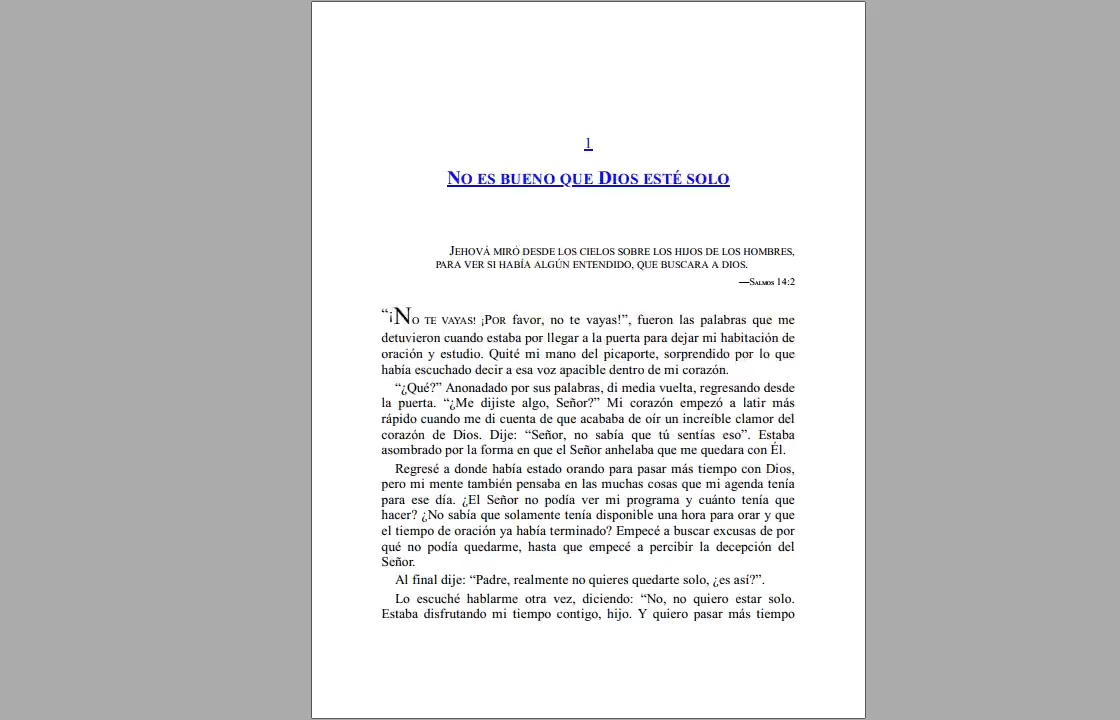 1
NO ES BUENO QUE DIOS ESTÉ SOLO
JEHOVÁ MIRÓ DESDE LOS CIELOS SOBRE LOS HIJOS DE LOS HOMBRES,
PARA VER SI HABÍA ALGÚN ENTENDIDO, QUE BUSCARA A DIOS.
—SALMOS 14:2
“¡NO TE VAYAS! ¡POR favor, no te vayas!”, fueron las palabras que me
detuvieron cuando estaba por llegar a la puerta para dejar mi habitación de
oración y estudio. Quité mi mano del picaporte, sorprendido por lo que
había escuchado decir a esa voz apacible dentro de mi corazón.
“¿Qué?” Anonadado por sus palabras, di media vuelta, regresando desde
la puerta. “¿Me dijiste algo, Señor?” Mi corazón empezó a latir más
rápido cuando me di cuenta de que acababa de oír un increíble clamor del
corazón de Dios. Dije: “Señor, no sabía que tú sentías eso”. Estaba
asombrado por la forma en que el Señor anhelaba que me quedara con Él.
Regresé a donde había estado orando para pasar más tiempo con Dios,
pero mi mente también pensaba en las muchas cosas que mi agenda tenía
para ese día. ¿El Señor no podía ver mi programa y cuánto tenía que
hacer? ¿No sabía que solamente tenía disponible una hora para orar y que
el tiempo de oración ya había terminado? Empecé a buscar excusas de por
qué no podía quedarme, hasta que empecé a percibir la decepción del
Señor.
Al final dije: “Padre, realmente no quieres quedarte solo, ¿es así?”.
Lo escuché hablarme otra vez, diciendo: “No, no quiero estar solo.
Estaba disfrutando mi tiempo contigo, hijo. Y quiero pasar más tiempo